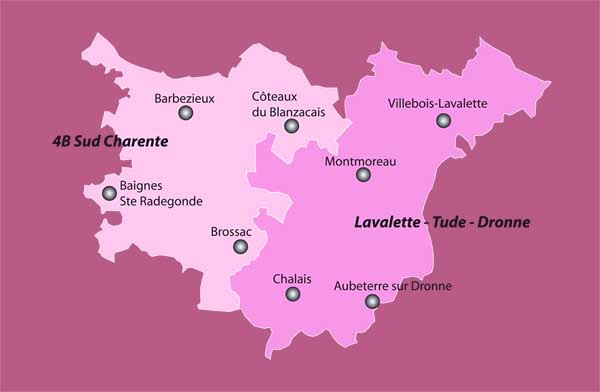 Barbezieux
Côteaux
du Blanzacais
Villebois-Lavalette
4B Sud Charente
Montmoreau
Baignes
Ste Radegonde
Lavalette - Tude - Dronne
Brossac
Chalais
Aubeterre sur Dronne